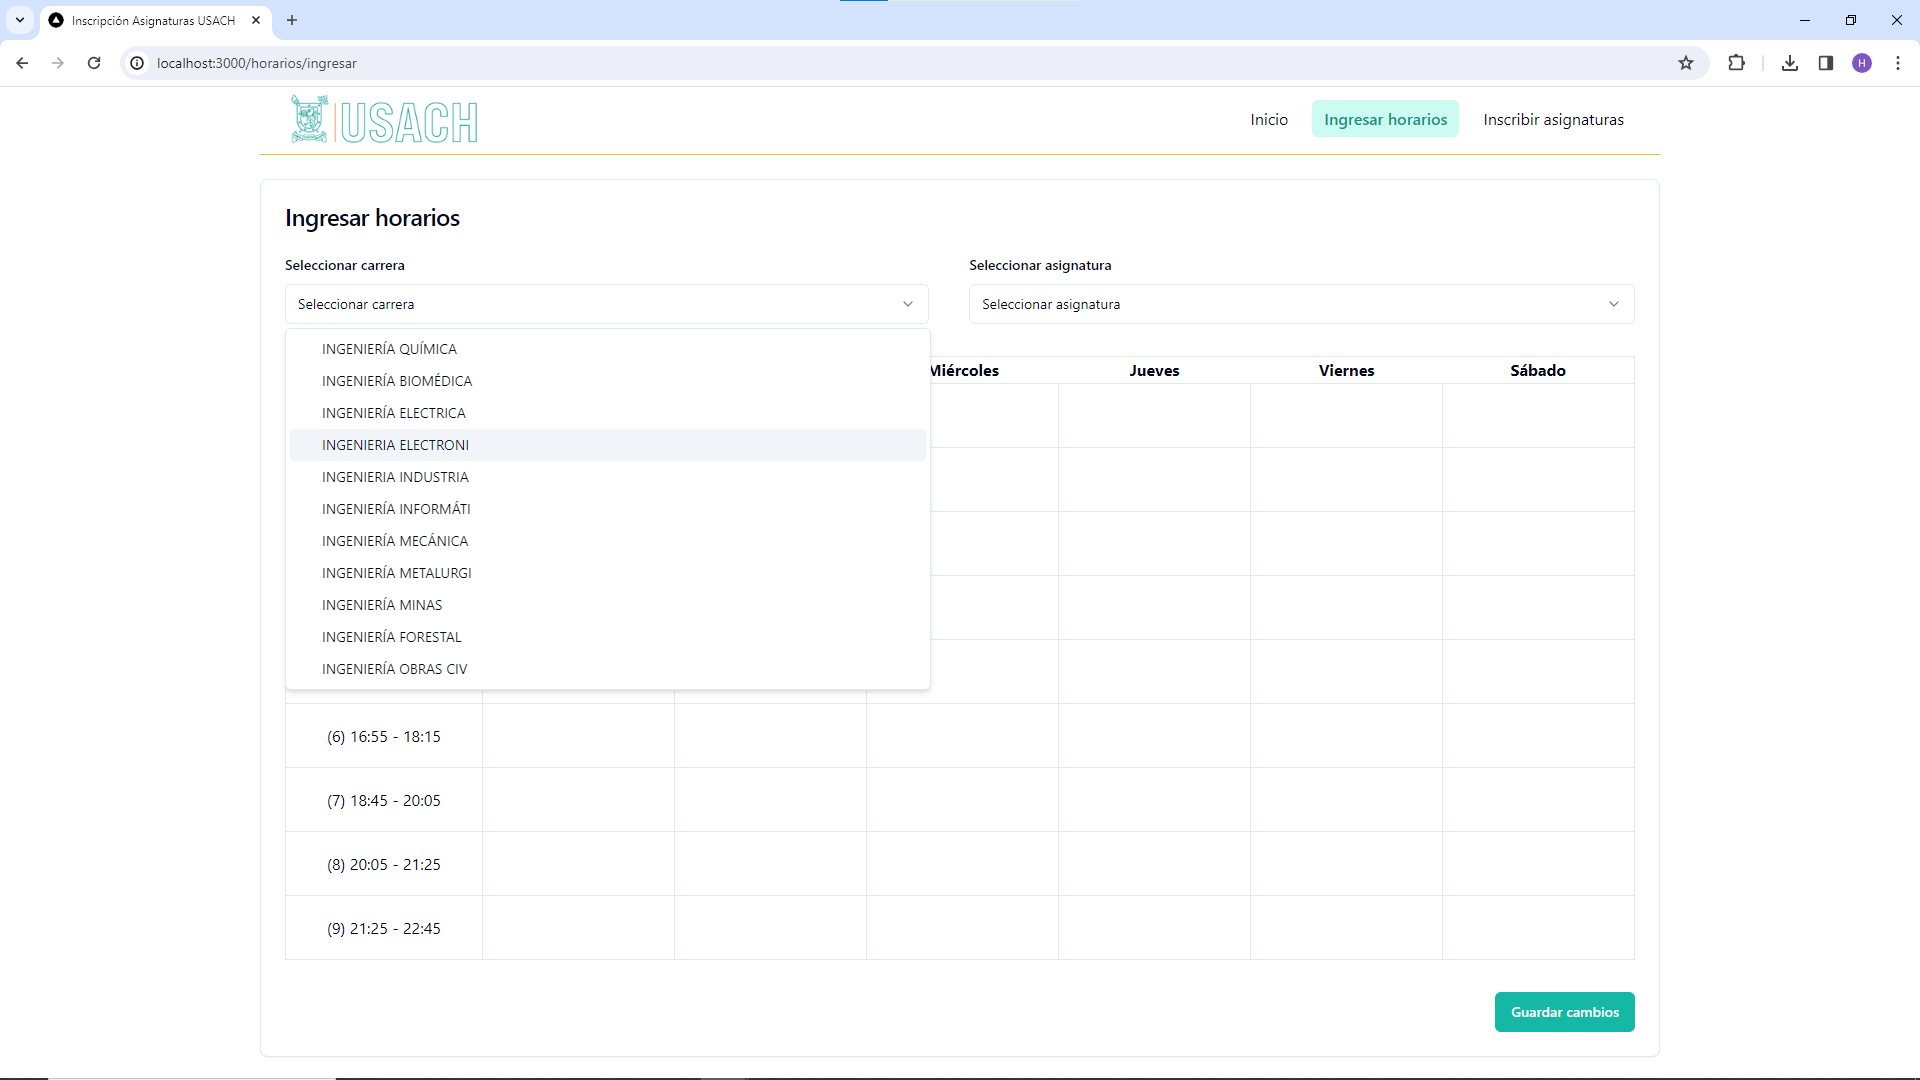 Inscripción Asignaturas USACH
localhost:3000/horarios/ingresar
H
USACH
Inicio
Ingresar horarios
Inscribir asignaturas
Ingresar horarios
Seleccionar carrera
Seleccionar asignatura
Seleccionar carrera
Seleccionar asignatura
INGENIERÍA QUÍMICA
INGENIERÍA BIOMÉDICA
INGENIERÍA ELECTRICA
INGENIERIA ELECTRONI
INGENIERIA INDUSTRIA
INGENIERÍA INFORMÁTI
INGENIERÍA MECÁNICA
INGENIERÍA METALURGI
INGENIERÍA MINAS
INGENIERÍA FORESTAL
INGENIERÍA OBRAS CIV
Miércoles
Jueves
Viernes
Sábado
(6) 16:55 - 18:15
(7) 18:45 - 20:05
(8) 20:05 - 21:25
(9) 21:25 - 22:45
Guardar cambios